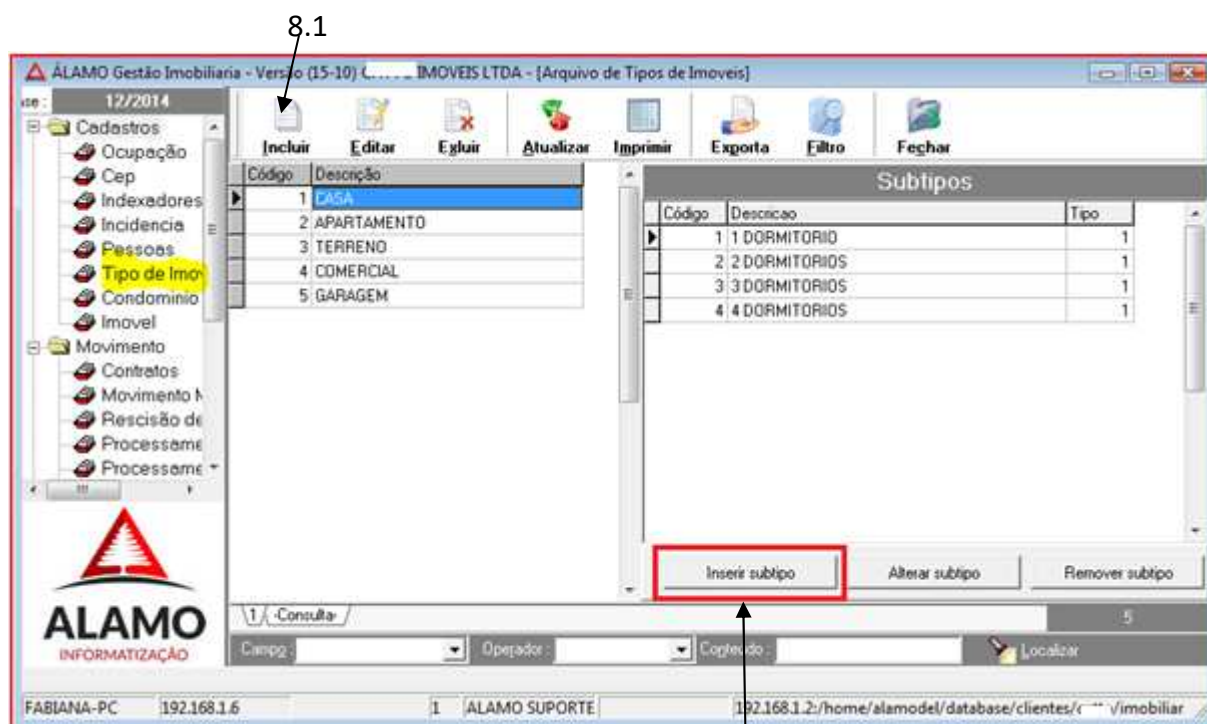 8.1
ÁLAMO Gestão Imobiliaria - Versão (15-10) IMOVEIS LTDA - [Arquivo de Tipos de Imoveis]
12/2014
Cadastros
Ocupação
Cep
Indexadores
Incidencia
Pessoas
Tipo de Imov
Condominio
Imovel
Movimento
Contratos
Movimento M
Rescisão de
Processame
Processame
Incluir Editar Excluir Atualizar Imprimir Exporta Filtro Fechar
Código Descrição
1 CASA
2 APARTAMENTO
3 TERRENO
4 COMERCIAL
5 GARAGEM
Subtipos
Código Descricao Tipo
1 1 DORMITORIO 1
2 2 DORMITORIOS 1
3 3 DORMITORIOS 1
4 4 DORMITORIOS 1
Inserir subtipo Alterar subtipo Remover subtipo
ALAMO
INFORMATIZAÇÃO
1 -Consulta- 5
Campo : Operador : Conteudo : Localizar
FABIANA-PC 192.168.1.6 1 ALAMO SUPORTE 192.168.1.2:/home/alamodel/database/clientes/ /imobiliar